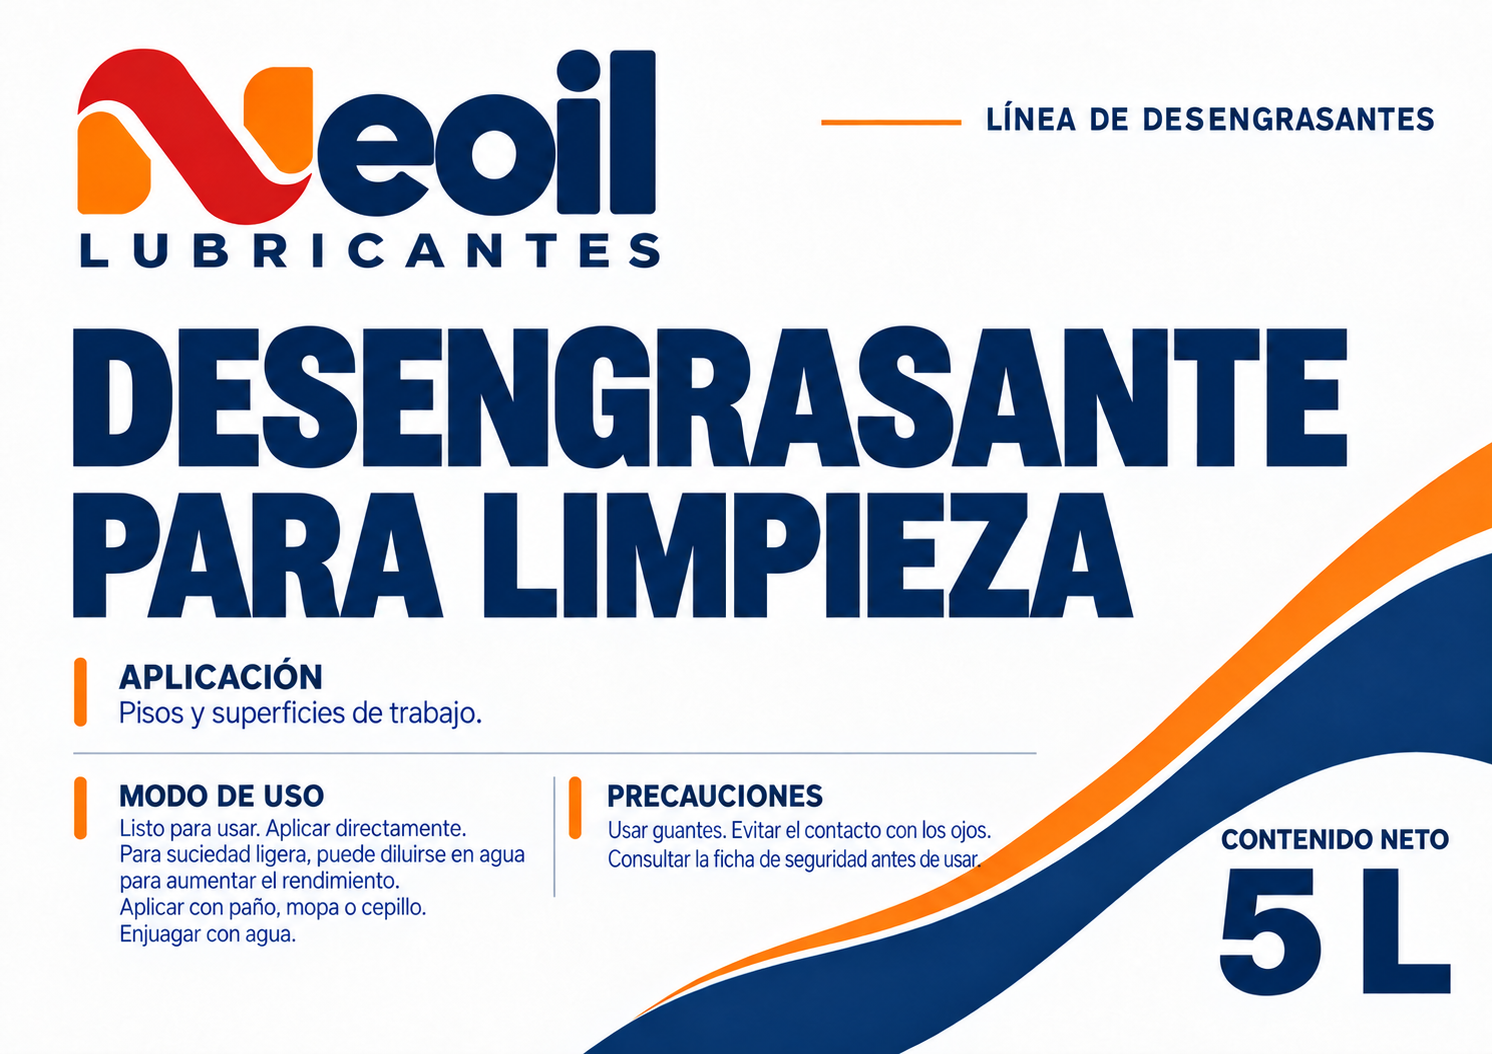 Neoil
LUBRICANTES
LÍNEA DE DESENGRASANTES
DESENGRASANTE
PARA LIMPIEZA
APLICACIÓN
Pisos y superficies de trabajo.
MODO DE USO
Listo para usar. Aplicar directamente.
Para suciedad ligera, puede diluirse en agua
para aumentar el rendimiento.
Aplicar con paño, mopa o cepillo.
Enjuagar con agua.
PRECAUCIONES
Usar guantes. Evitar el contacto con los ojos.
Consultar la ficha de seguridad antes de usar.
CONTENIDO NETO
5 L